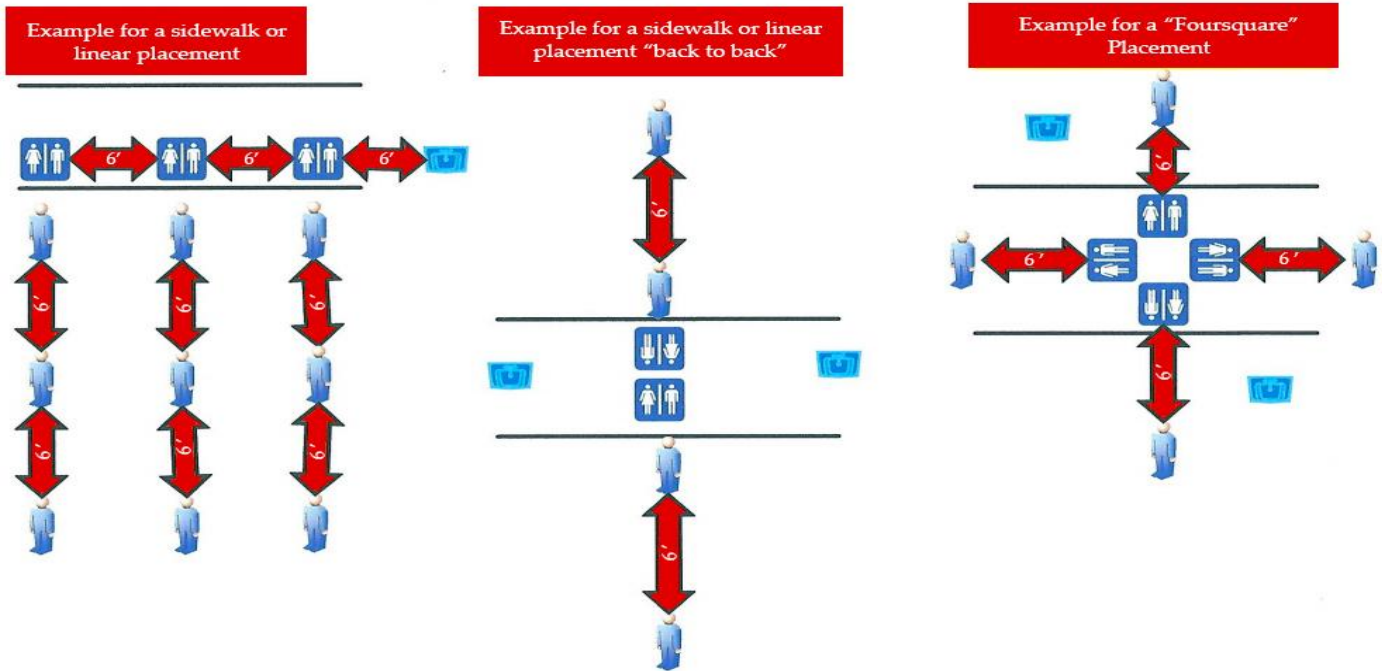 Example for a sidewalk or
linear placement
6’
6’
6’
6’
6’
6’
6’
6’
6’
Example for a sidewalk or linear
placement “back to back”
6’
6’
Example for a “Foursquare”
Placement
6’
6’
6’
6’